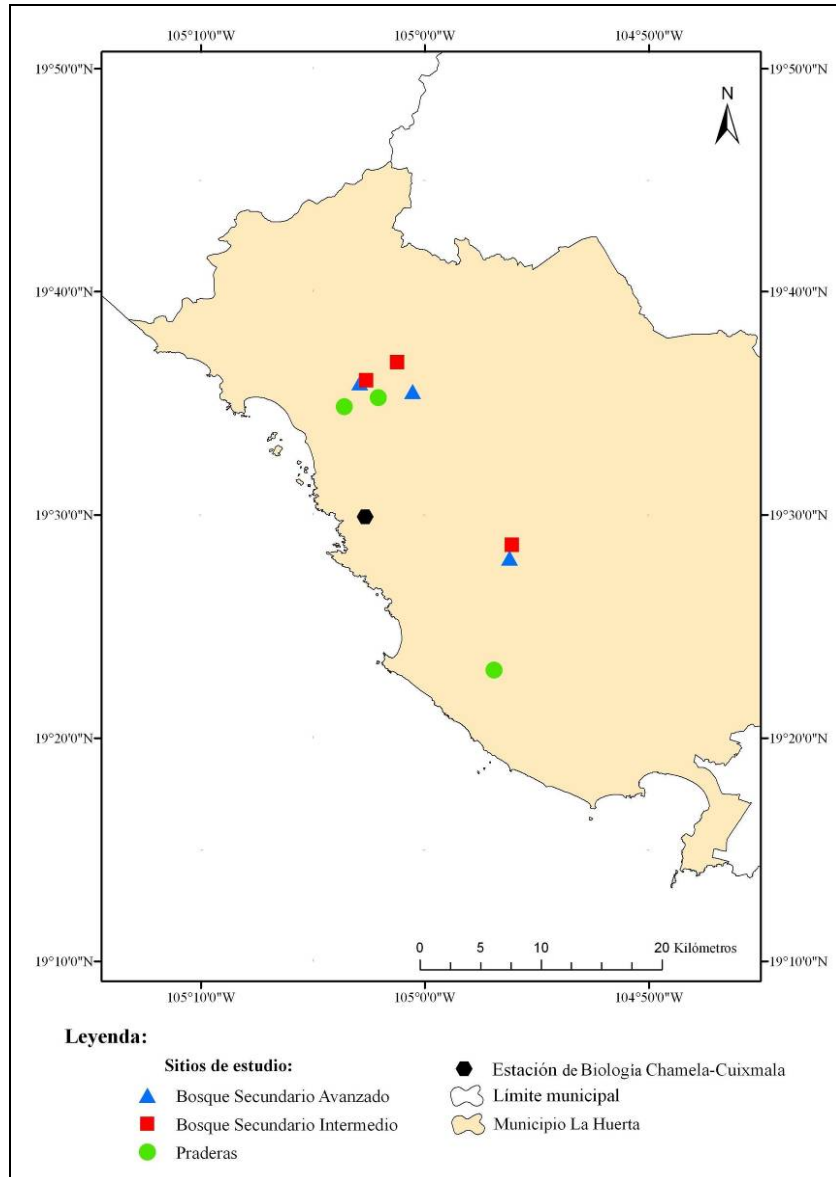 105°10'0"W 105°0'0"W 104°50'0"W
19°50'0"N 19°50'0"N
N
19°40'0"N 19°40'0"N
19°30'0"N 19°30'0"N
19°20'0"N 19°20'0"N
0 5 10 20 Kilómetros
19°10'0"N 19°10'0"N
105°10'0"W 105°0'0"W 104°50'0"W
Leyenda:
Sitios de estudio:
Bosque Secundario Avanzado
Bosque Secundario Intermedio
Praderas
Estación de Biología Chamela-Cuixmala
Límite municipal
Municipio La Huerta